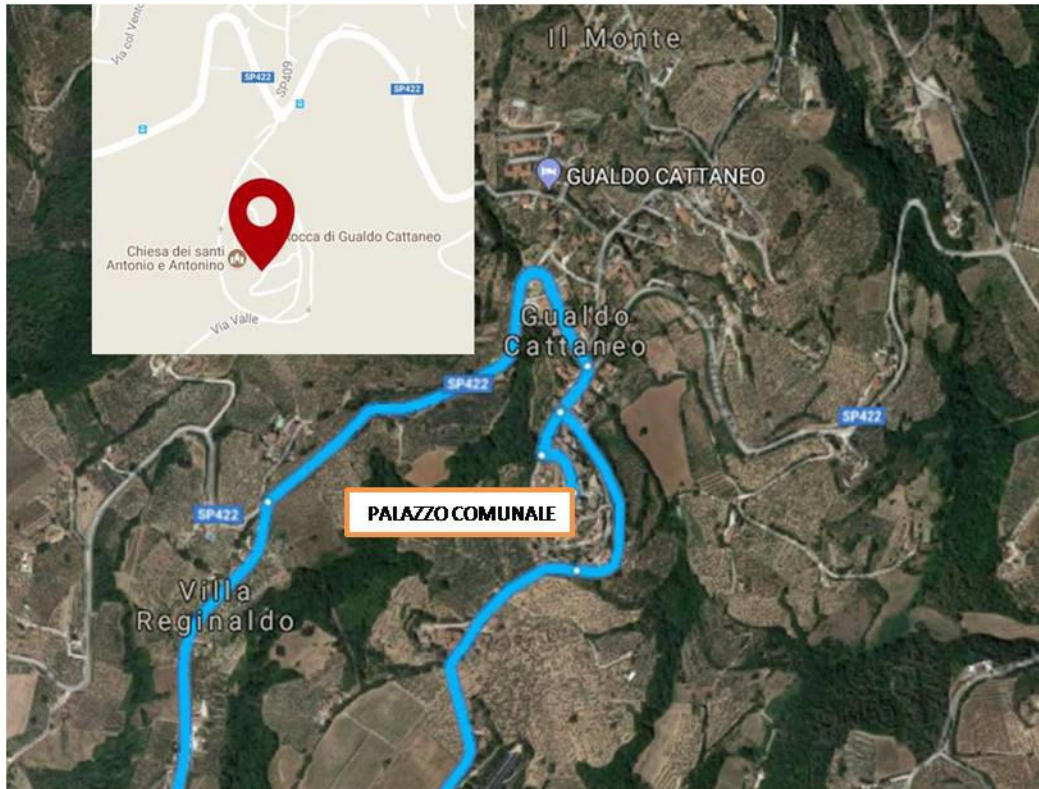 Via col Vento
SP422
SP409
SP422
Rocca di Gualdo Cattaneo
Chiesa dei santi
Antonio e Antonino
Via Valle
Il Monte
GUALDO CATTANEO
Gualdo
Cattaneo
SP422
SP422
SP422
PALAZZO COMUNALE
Villa
Reginaldo